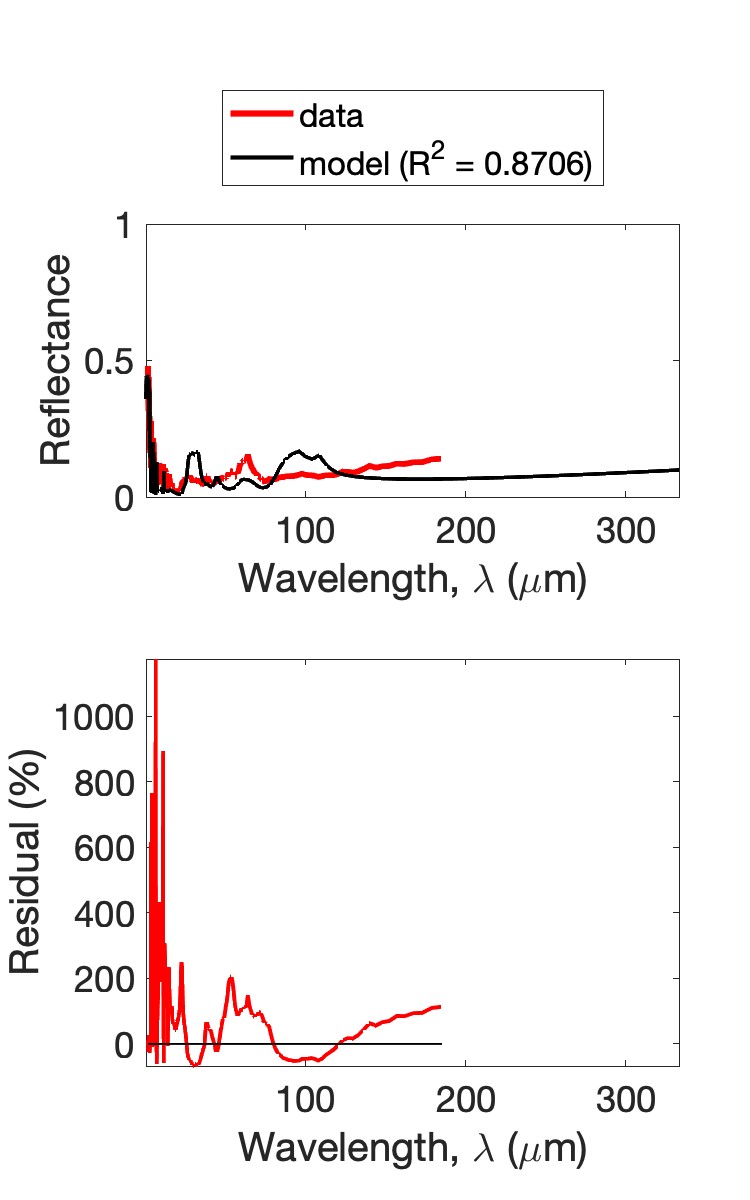 data
model (R² = 0.8706)
1
0.5
0
Reflectance
100
200
300
Wavelength, λ (μm)
1000
800
600
400
200
0
Residual (%)
100
200
300
Wavelength, λ (μm)